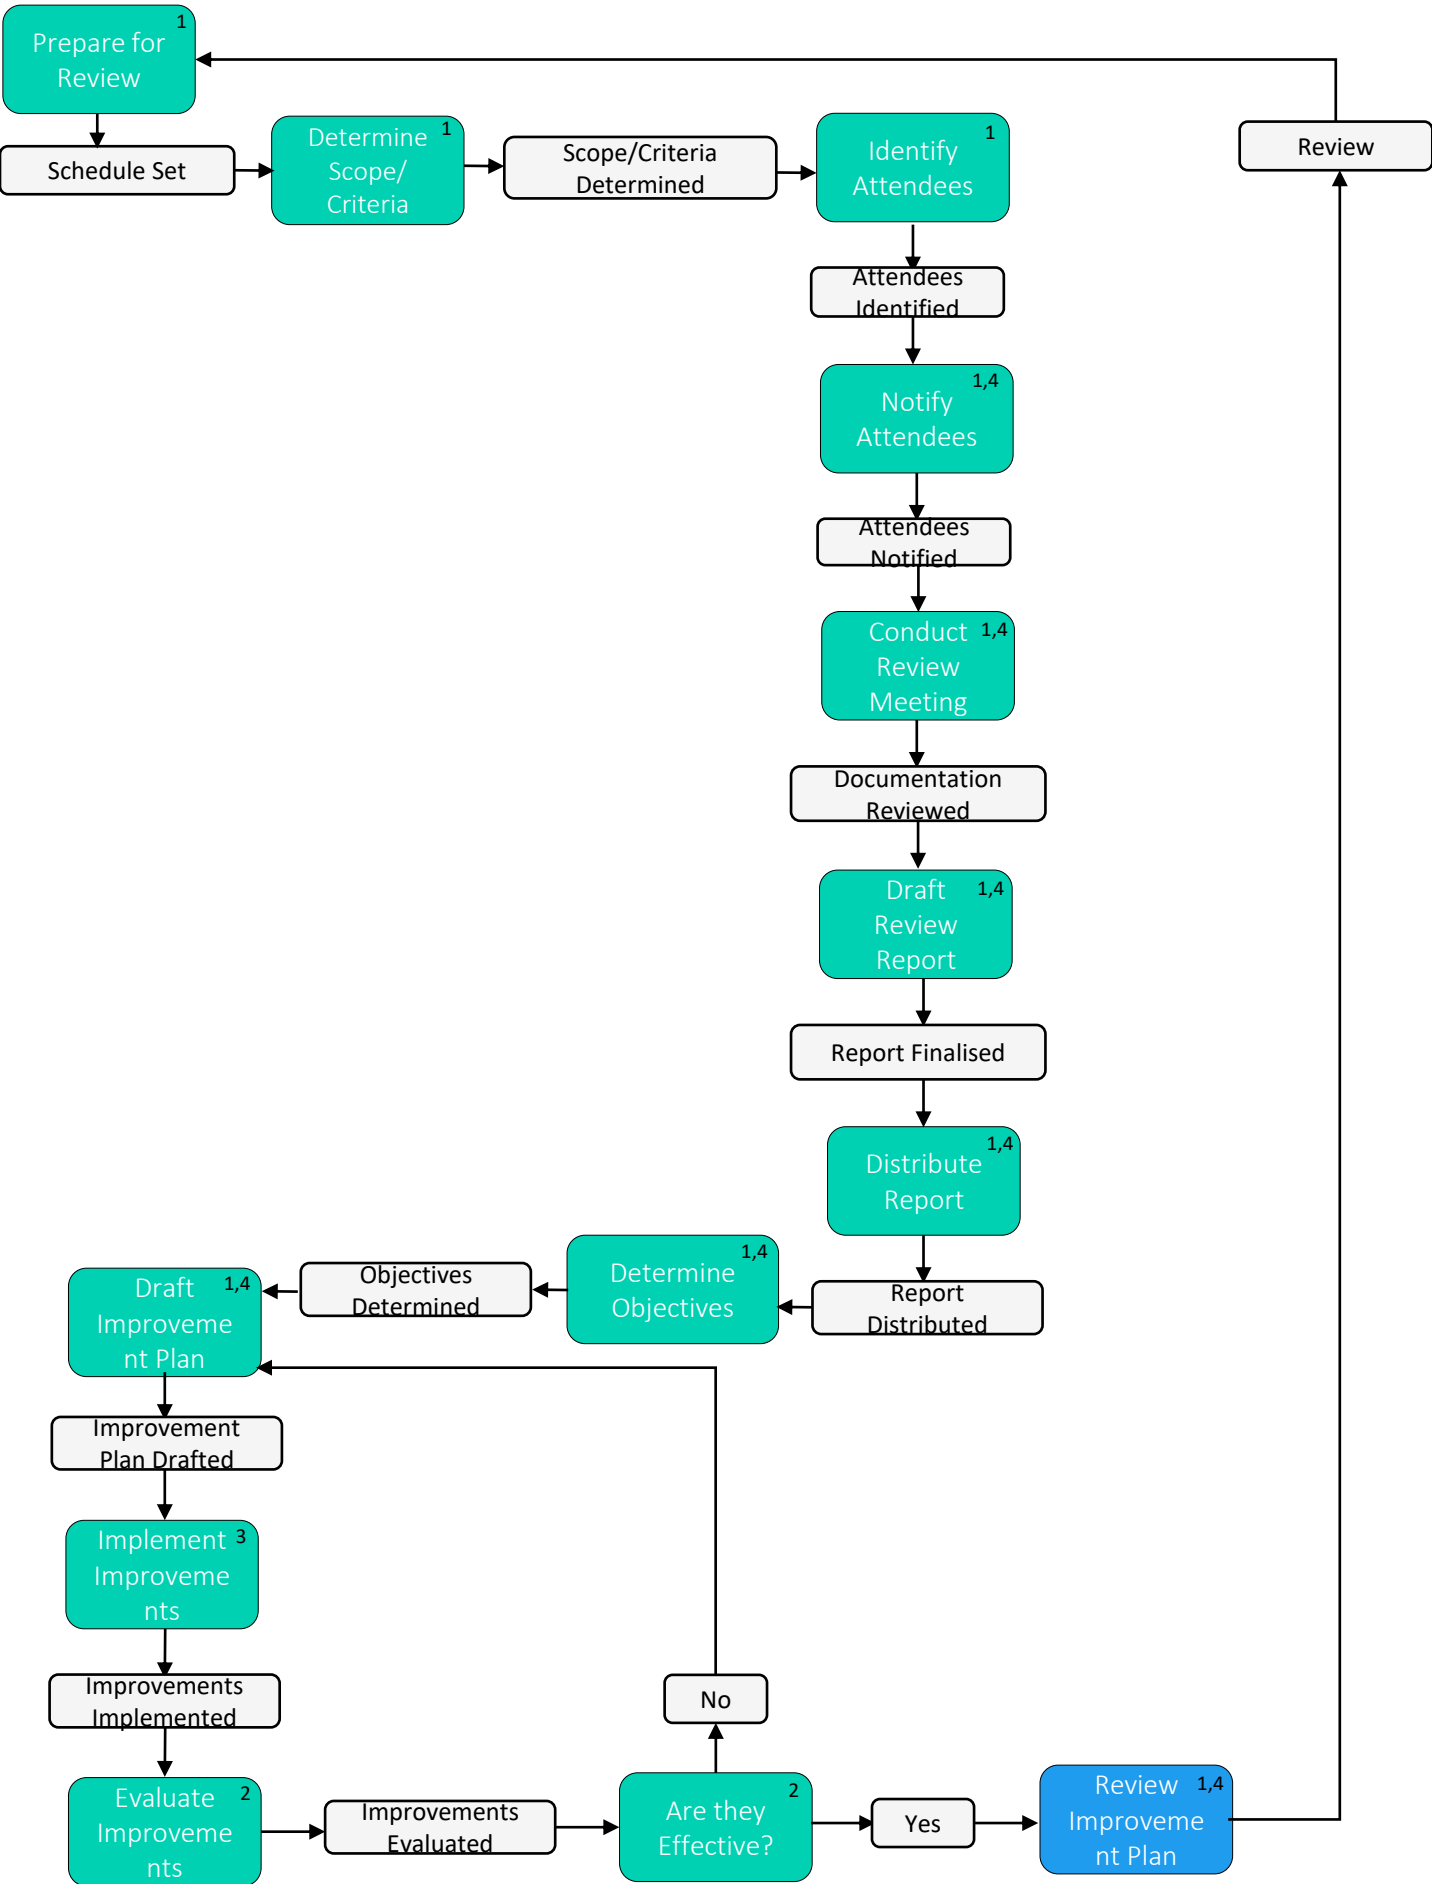 1
Prepare for
Review
Schedule Set
Determine
Scope/
Criteria
1
Scope/Criteria
Determined
1
Identify
Attendees
Review
Attendees
Identified
1,4
Notify
Attendees
Attendees
Notified
Conduct
Review
Meeting
1,4
Documentation
Reviewed
Draft
Review
Report
1,4
Report Finalised
1,4
Distribute
Report
Report
Distributed
1,4
Determine
Objectives
Objectives
Determined
Draft
Improveme
nt Plan
1,4
Improvement
Plan Drafted
Implement
Improveme
nts
3
Improvements
Implemented
Evaluate
Improveme
nts
2
Improvements
Evaluated
2
Are they
Effective?
No
Yes
Review
Improveme
nt Plan
1,4